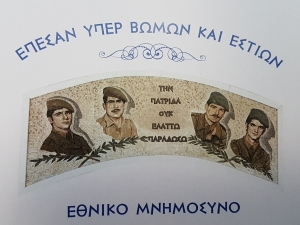 ΕΠΕΣΑΝ ΥΠΕΡ ΒΩΜΩΝ ΚΑΙ ΕΣΤΙΩΝ
ΤΗΝ
ΠΑΤΡΙΔΑ
ΟΥΚ
ΕΛΑΤΤΩ
ΠΑΡΑΔΩΣΩ
ΕΘΝΙΚΟ ΜΝΗΜΟΣΥΝΟ